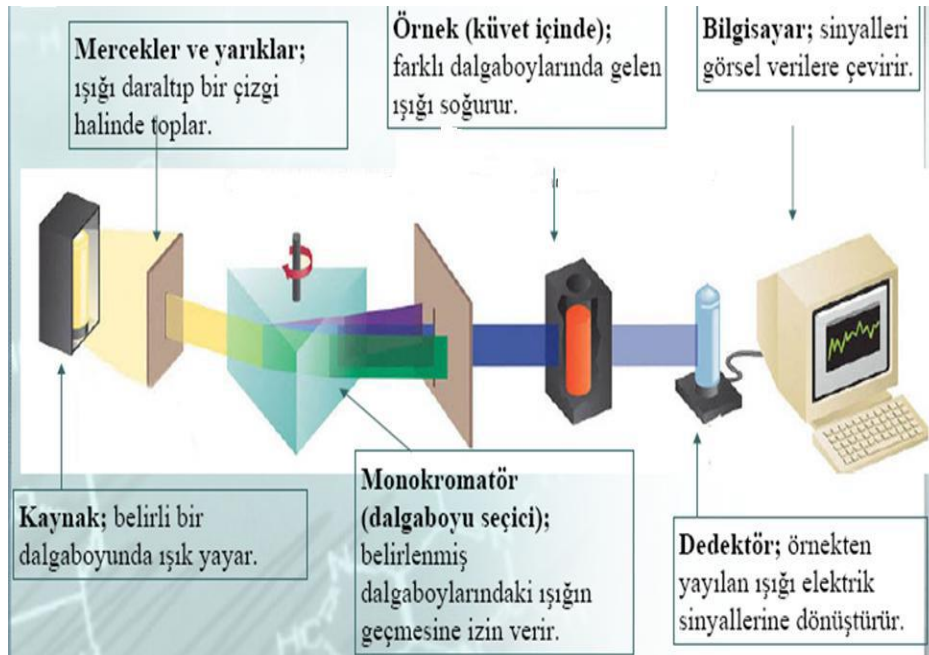 Mercekler ve yarıklar;
ışığı daraltıp bir çizgi
halinde toplar.
Örnek (küvet içinde);
farklı dalgaboylarında gelen
ışığı soğurur.
Bilgisayar; sinyalleri
görsel verilere çevirir.
Kaynak; belirli bir
dalgaboyunda ışık yayar.
Monokromatör
(dalgaboyu seçici);
belirlenmiş
dalgaboylarındaki ışığın
geçmesine izin verir.
Dedektör; örnekten
yayılan ışığı elektrik
sinyallerine dönüştürür.